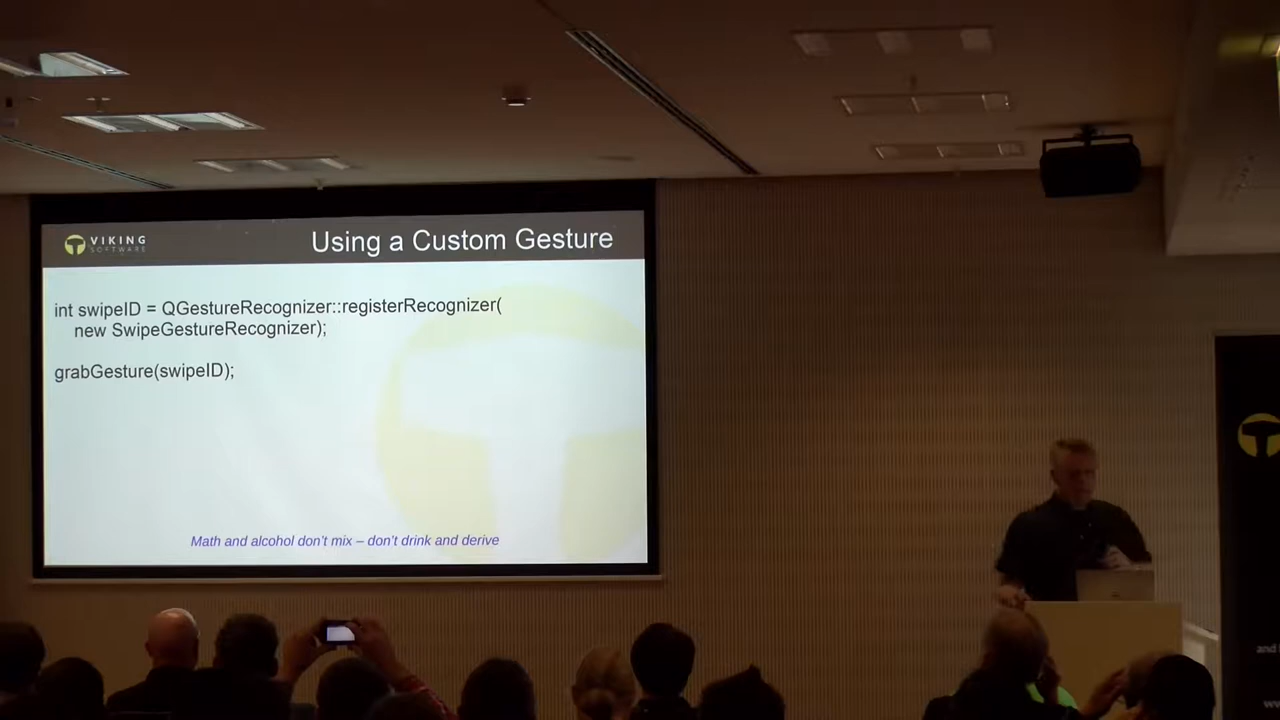 VIKING
SOFTWARE
Using a Custom Gesture
int swipeID = QGestureRecognizer::registerRecognizer(
new SwipeGestureRecognizer);
grabGesture(swipeID);
Math and alcohol don't mix – don't drink and derive
and